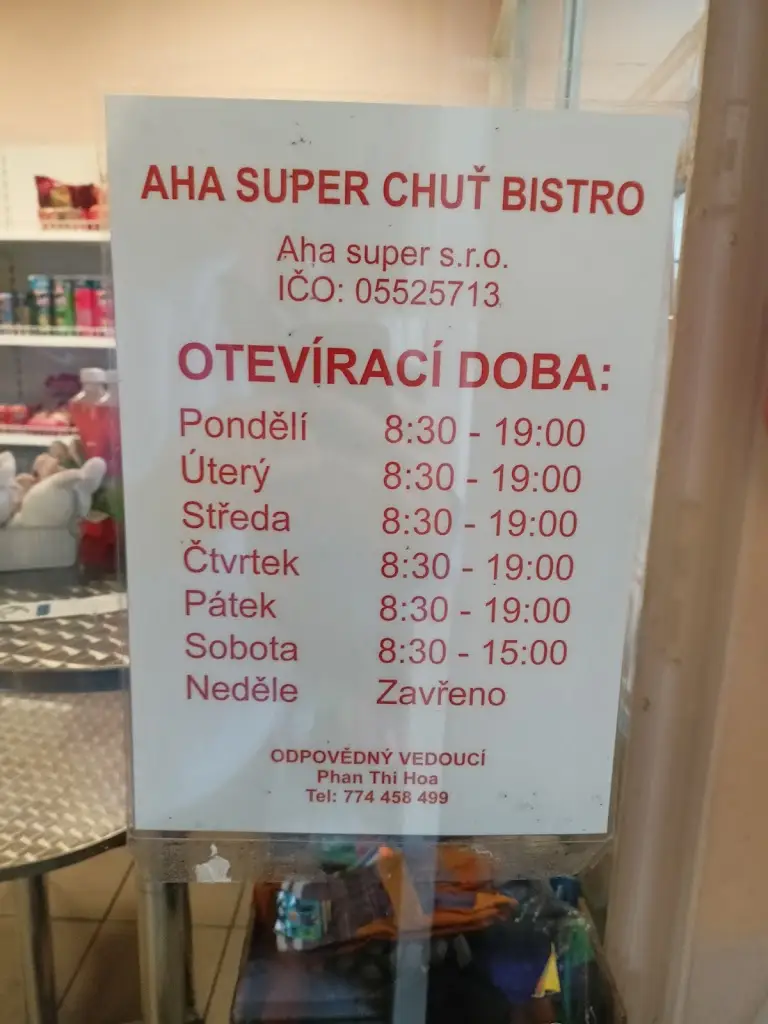 AHA SUPER CHUŤ BISTRO
Aha super s.r.o.
IČO: 05525713
OTEVÍRACÍ DOBA:
Pondělí 8:30 - 19:00
Úterý 8:30 - 19:00
Středa 8:30 - 19:00
Čtvrtek 8:30 - 19:00
Pátek 8:30 - 19:00
Sobota 8:30 - 15:00
Neděle Zavřeno
ODPOVĚDNÝ VEDOUCÍ
Phan Thi Hoa
Tel: 774 458 499